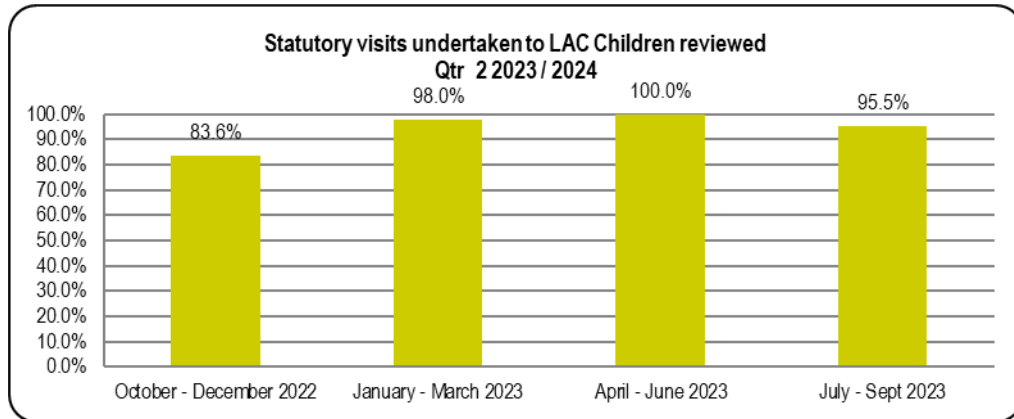 Statutory visits undertaken to LAC Children reviewed
Qtr 2 2023 / 2024
100.0%
90.0%
80.0%
70.0%
60.0%
50.0%
40.0%
30.0%
20.0%
10.0%
0.0%
83.6%
98.0%
100.0%
95.5%
October - December 2022
January - March 2023
April - June 2023
July - Sept 2023